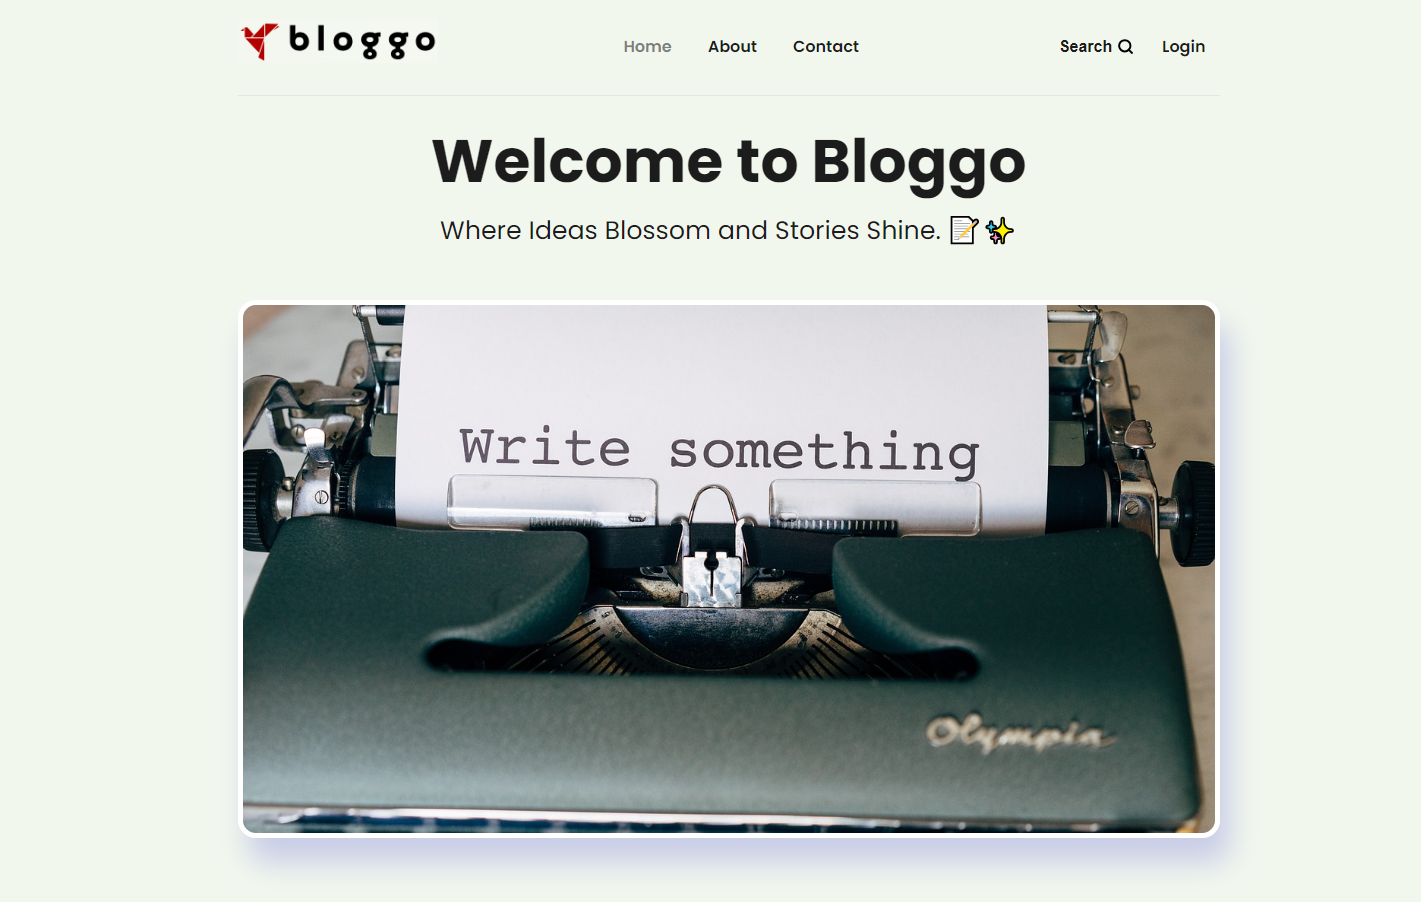 bloggo
Home About Contact
Search Login
Welcome to Bloggo
Where Ideas Blossom and Stories Shine. 📝✨
Write something
Olympia